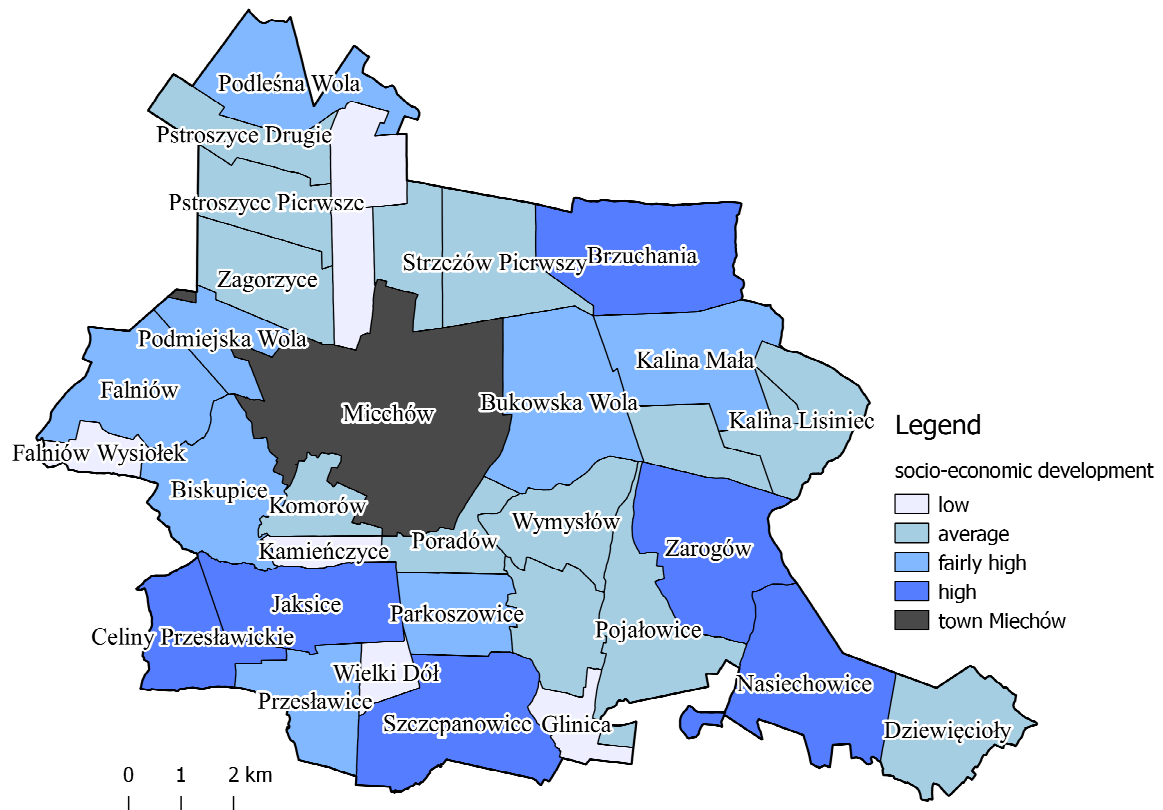 Podleśna Wola
Pstroszyce Drugie
Pstroszyce Pierwsze
Strzeżów Pierwszy
Brzuchania
Zagorzyce
Podmiejska Wola
Kalina Mała
Falniów
Bukowska Wola
Miechów
Kalina-Lisiniec
Falniów Wysiołek
Biskupice
Komorów
Wymysłów
Poradów
Kamieńczyce
Zarogów
Jaksice
Parkoszowice
Celiny Przesławickie
Pojałowice
Wielki Dół
Przesławice
Nasiechowice
Szczepanowice
Glinica
Dziewięcioły
Legend
socio-economic development
low
average
fairly high
high
town Miechów
0 1 2 km